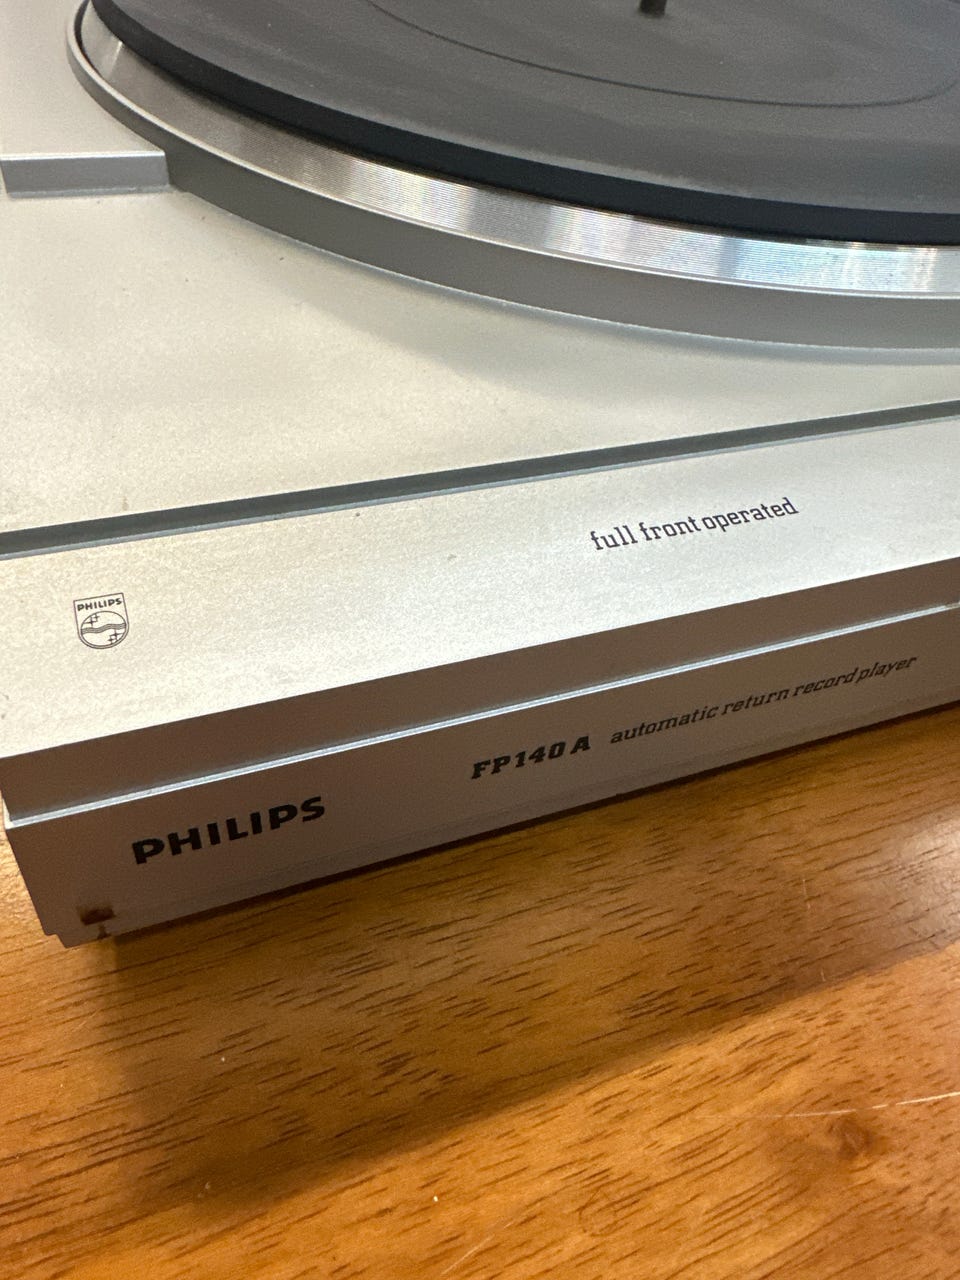 full front operated
PHILIPS
FP140A automatic return record player
PHILIPS